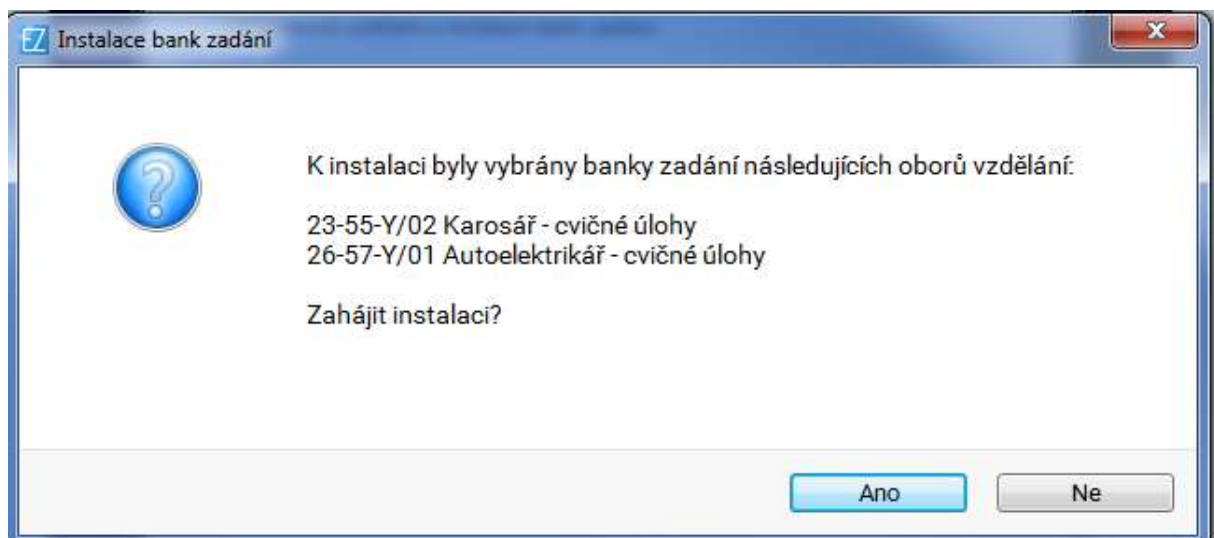 EZ Instalace bank zadání
K instalaci byly vybrány banky zadání následujících oborů vzdělání:
23-55-Y/02 Karosář - cvičné úlohy
26-57-Y/01 Autoelektrikář - cvičné úlohy
Zahájit instalaci?
Ano Ne